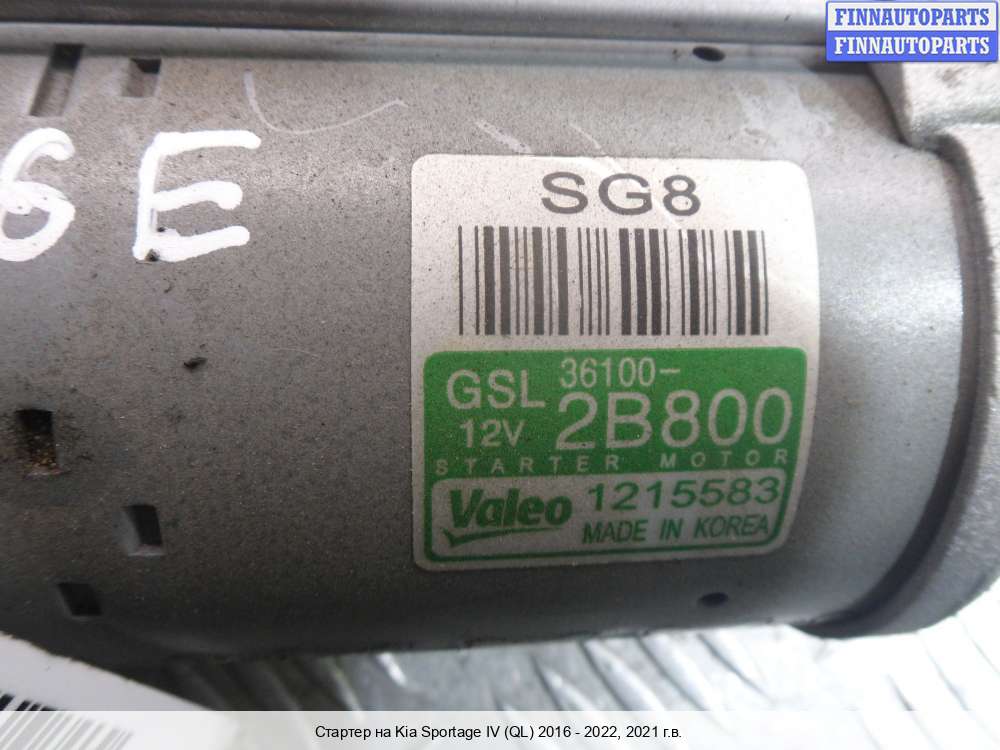 FINNAUTOPARTS
FINNAUTOPARTS
6E
SG8
GSL 36100-
12V 2B800
STARTER MOTOR
Valeo 1215583
MADE IN KOREA
Стартер на Kia Sportage IV (QL) 2016 - 2022, 2021 г.в.